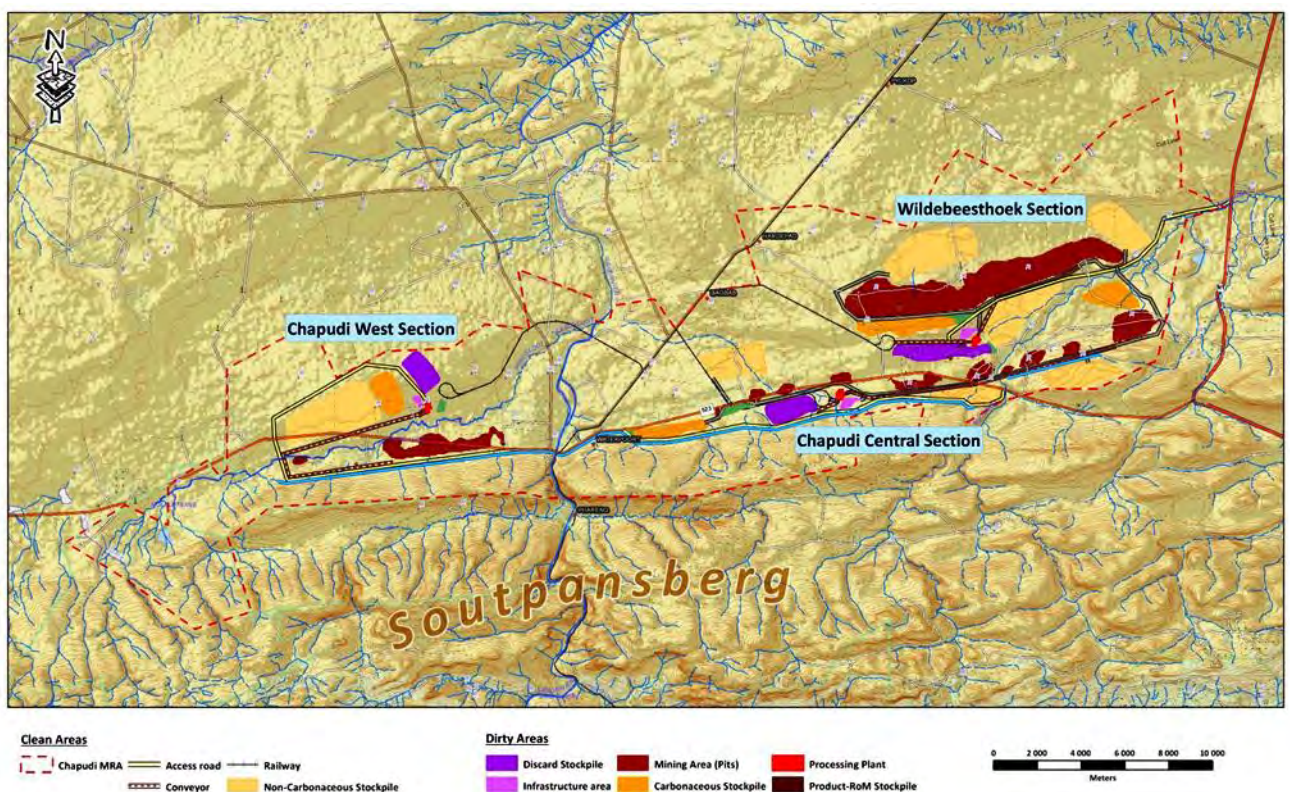 N
Wildebeesthoek Section
Chapudi West Section
523
Chapudi Central Section
Soutpansberg
Clean Areas
Chapudi MRA
Access road
Railway
Conveyor
Non-Carbonaceous Stockpile
Dirty Areas
Discard Stockpile
Mining Area (Pits)
Processing Plant
Infrastructure area
Carbonaceous Stockpile
Product-RoM Stockpile
0 2 000 4 000 6 000 8 000 10 000
Meters